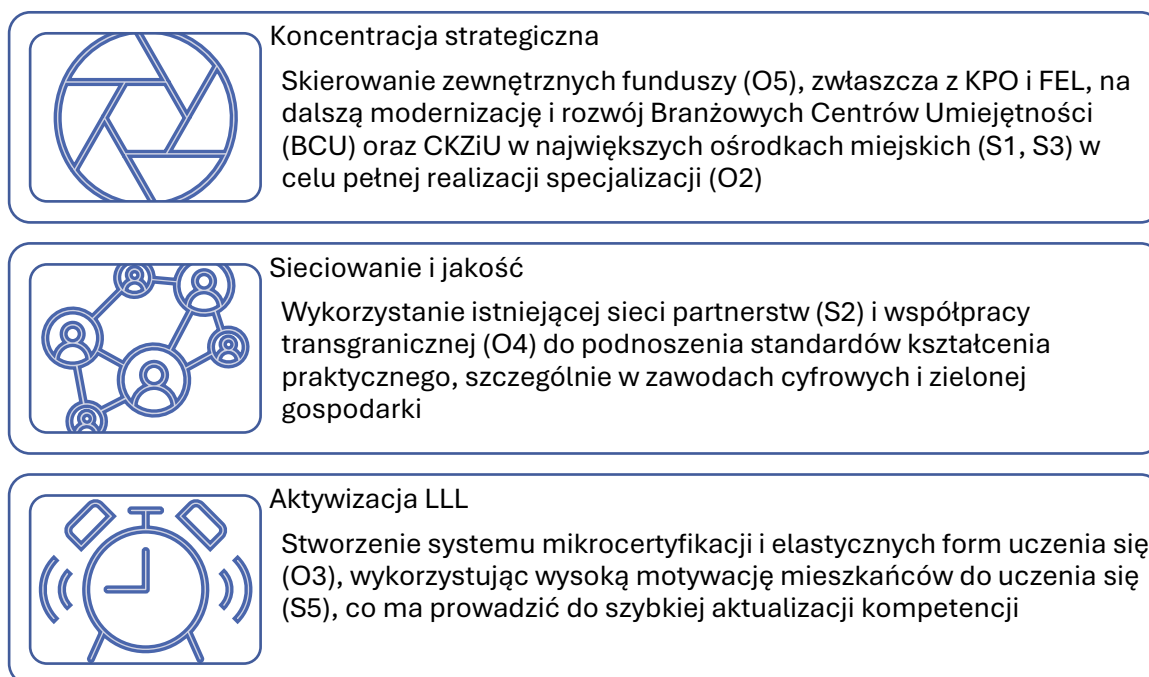 Koncentracja strategiczna
Skierowanie zewnętrznych funduszy (O5), zwłaszcza z KPO i FEL, na
dalszą modernizację i rozwój Branżowych Centrów Umiejętności
(BCU) oraz CKZiU w największych ośrodkach miejskich (S1, S3) w
celu pełnej realizacji specjalizacji (O2)
Sieciowanie i jakość
Wykorzystanie istniejącej sieci partnerstw (S2) i współpracy
transgranicznej (O4) do podnoszenia standardów kształcenia
praktycznego, szczególnie w zawodach cyfrowych i zielonej
gospodarki
Aktywizacja LLL
Stworzenie systemu mikrocertyfikacji i elastycznych form uczenia się
(O3), wykorzystując wysoką motywację mieszkańców do uczenia się
(S5), co ma prowadzić do szybkiej aktualizacji kompetencji